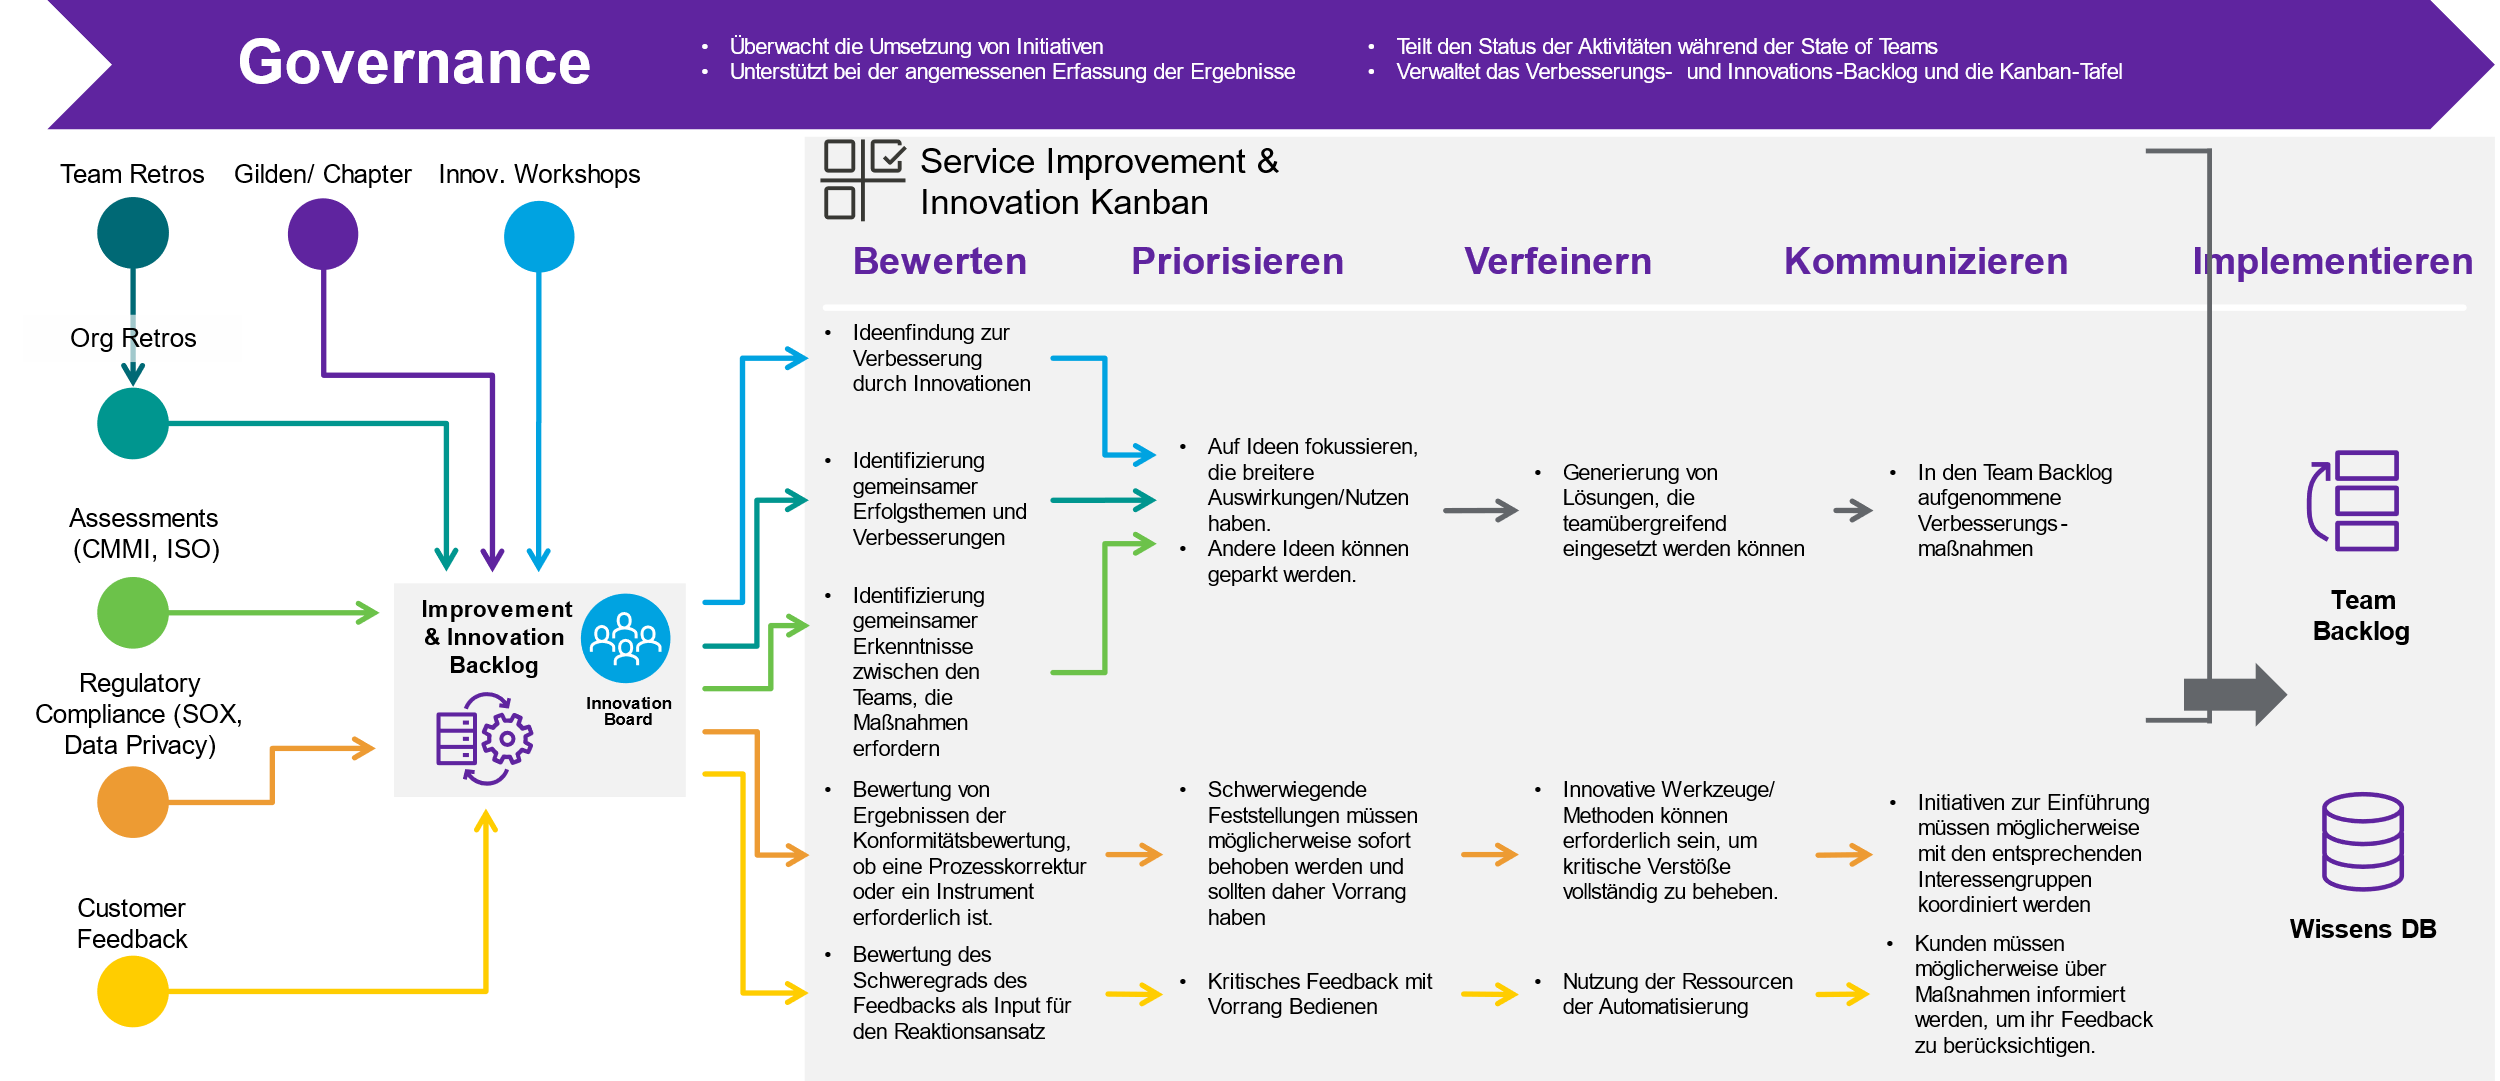 Governance
• Überwacht die Umsetzung von Initiativen
• Unterstützt bei der angemessenen Erfassung der Ergebnisse
• Teilt den Status der Aktivitäten während der State of Teams
• Verwaltet das Verbesserungs- und Innovations-Backlog und die Kanban-Tafel
Team Retros
Gilden/ Chapter
Innov. Workshops
Org Retros
Assessments
(CMMI, ISO)
Regulatory
Compliance (SOX,
Data Privacy)
Customer
Feedback
Improvement
& Innovation
Backlog
Innovation
Board
Service Improvement &
Innovation Kanban
Bewerten
Priorisieren
Verfeinern
Kommunizieren
Implementieren
• Ideenfindung zur
Verbesserung
durch Innovationen
• Identifizierung
gemeinsamer
Erfolgsthemen und
Verbesserungen
• Identifizierung
gemeinsamer
Erkenntnisse
zwischen den
Teams, die
Maßnahmen
erfordern
• Auf Ideen fokussieren,
die breitere
Auswirkungen/Nutzen
haben.
• Andere Ideen können
geparkt werden.
• Generierung von
Lösungen, die
teamübergreifend
eingesetzt werden können
• In den Team Backlog
aufgenommene
Verbesserungs-
maßnahmen
Team
Backlog
• Bewertung von
Ergebnissen der
Konformitätsbewertung,
ob eine Prozesskorrektur
oder ein Instrument
erforderlich ist.
• Schwerwiegende
Feststellungen müssen
möglicherweise sofort
behoben werden und
sollten daher Vorrang
haben
• Innovative Werkzeuge/
Methoden können
erforderlich sein, um
kritische Verstöße
vollständig zu beheben.
• Initiativen zur Einführung
müssen möglicherweise
mit den entsprechenden
Interessengruppen
koordiniert werden
• Bewertung des
Schweregrads des
Feedbacks als Input für
den Reaktionsansatz
• Kritisches Feedback mit
Vorrang Bedienen
• Nutzung der Ressourcen
der Automatisierung
• Kunden müssen
möglicherweise über
Maßnahmen informiert
werden, um ihr Feedback
zu berücksichtigen.
Wissens DB